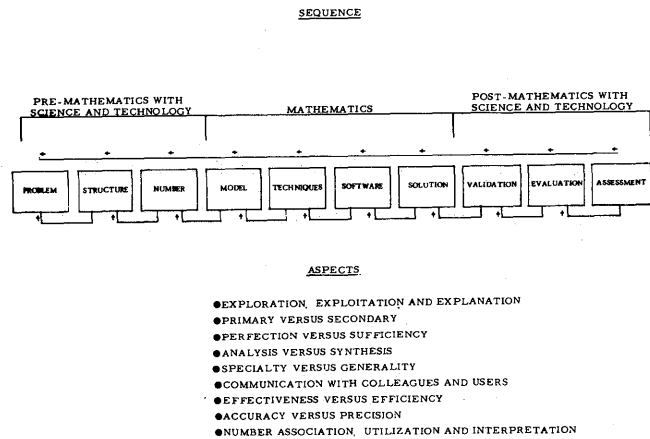 SEQUENCE
PRE-MATHEMATICS WITH
SCIENCE AND TECHNOLOGY
MATHEMATICS
POST-MATHEMATICS WITH
SCIENCE AND TECHNOLOGY
PROBLEM
STRUCTURE
NUMBER
MODEL
TECHNIQUES
SOFTWARE
SOLUTION
VALIDATION
EVALUATION
ASSESSMENT
ASPECTS
●EXPLORATION, EXPLOITATION AND EXPLANATION
●PRIMARY VERSUS SECONDARY
●PERFECTION VERSUS SUFFICIENCY
●ANALYSIS VERSUS SYNTHESIS
●SPECIALTY VERSUS GENERALITY
●COMMUNICATION WITH COLLEAGUES AND USERS
●EFFECTIVENESS VERSUS EFFICIENCY
●ACCURACY VERSUS PRECISION
●NUMBER ASSOCIATION, UTILIZATION AND INTERPRETATION